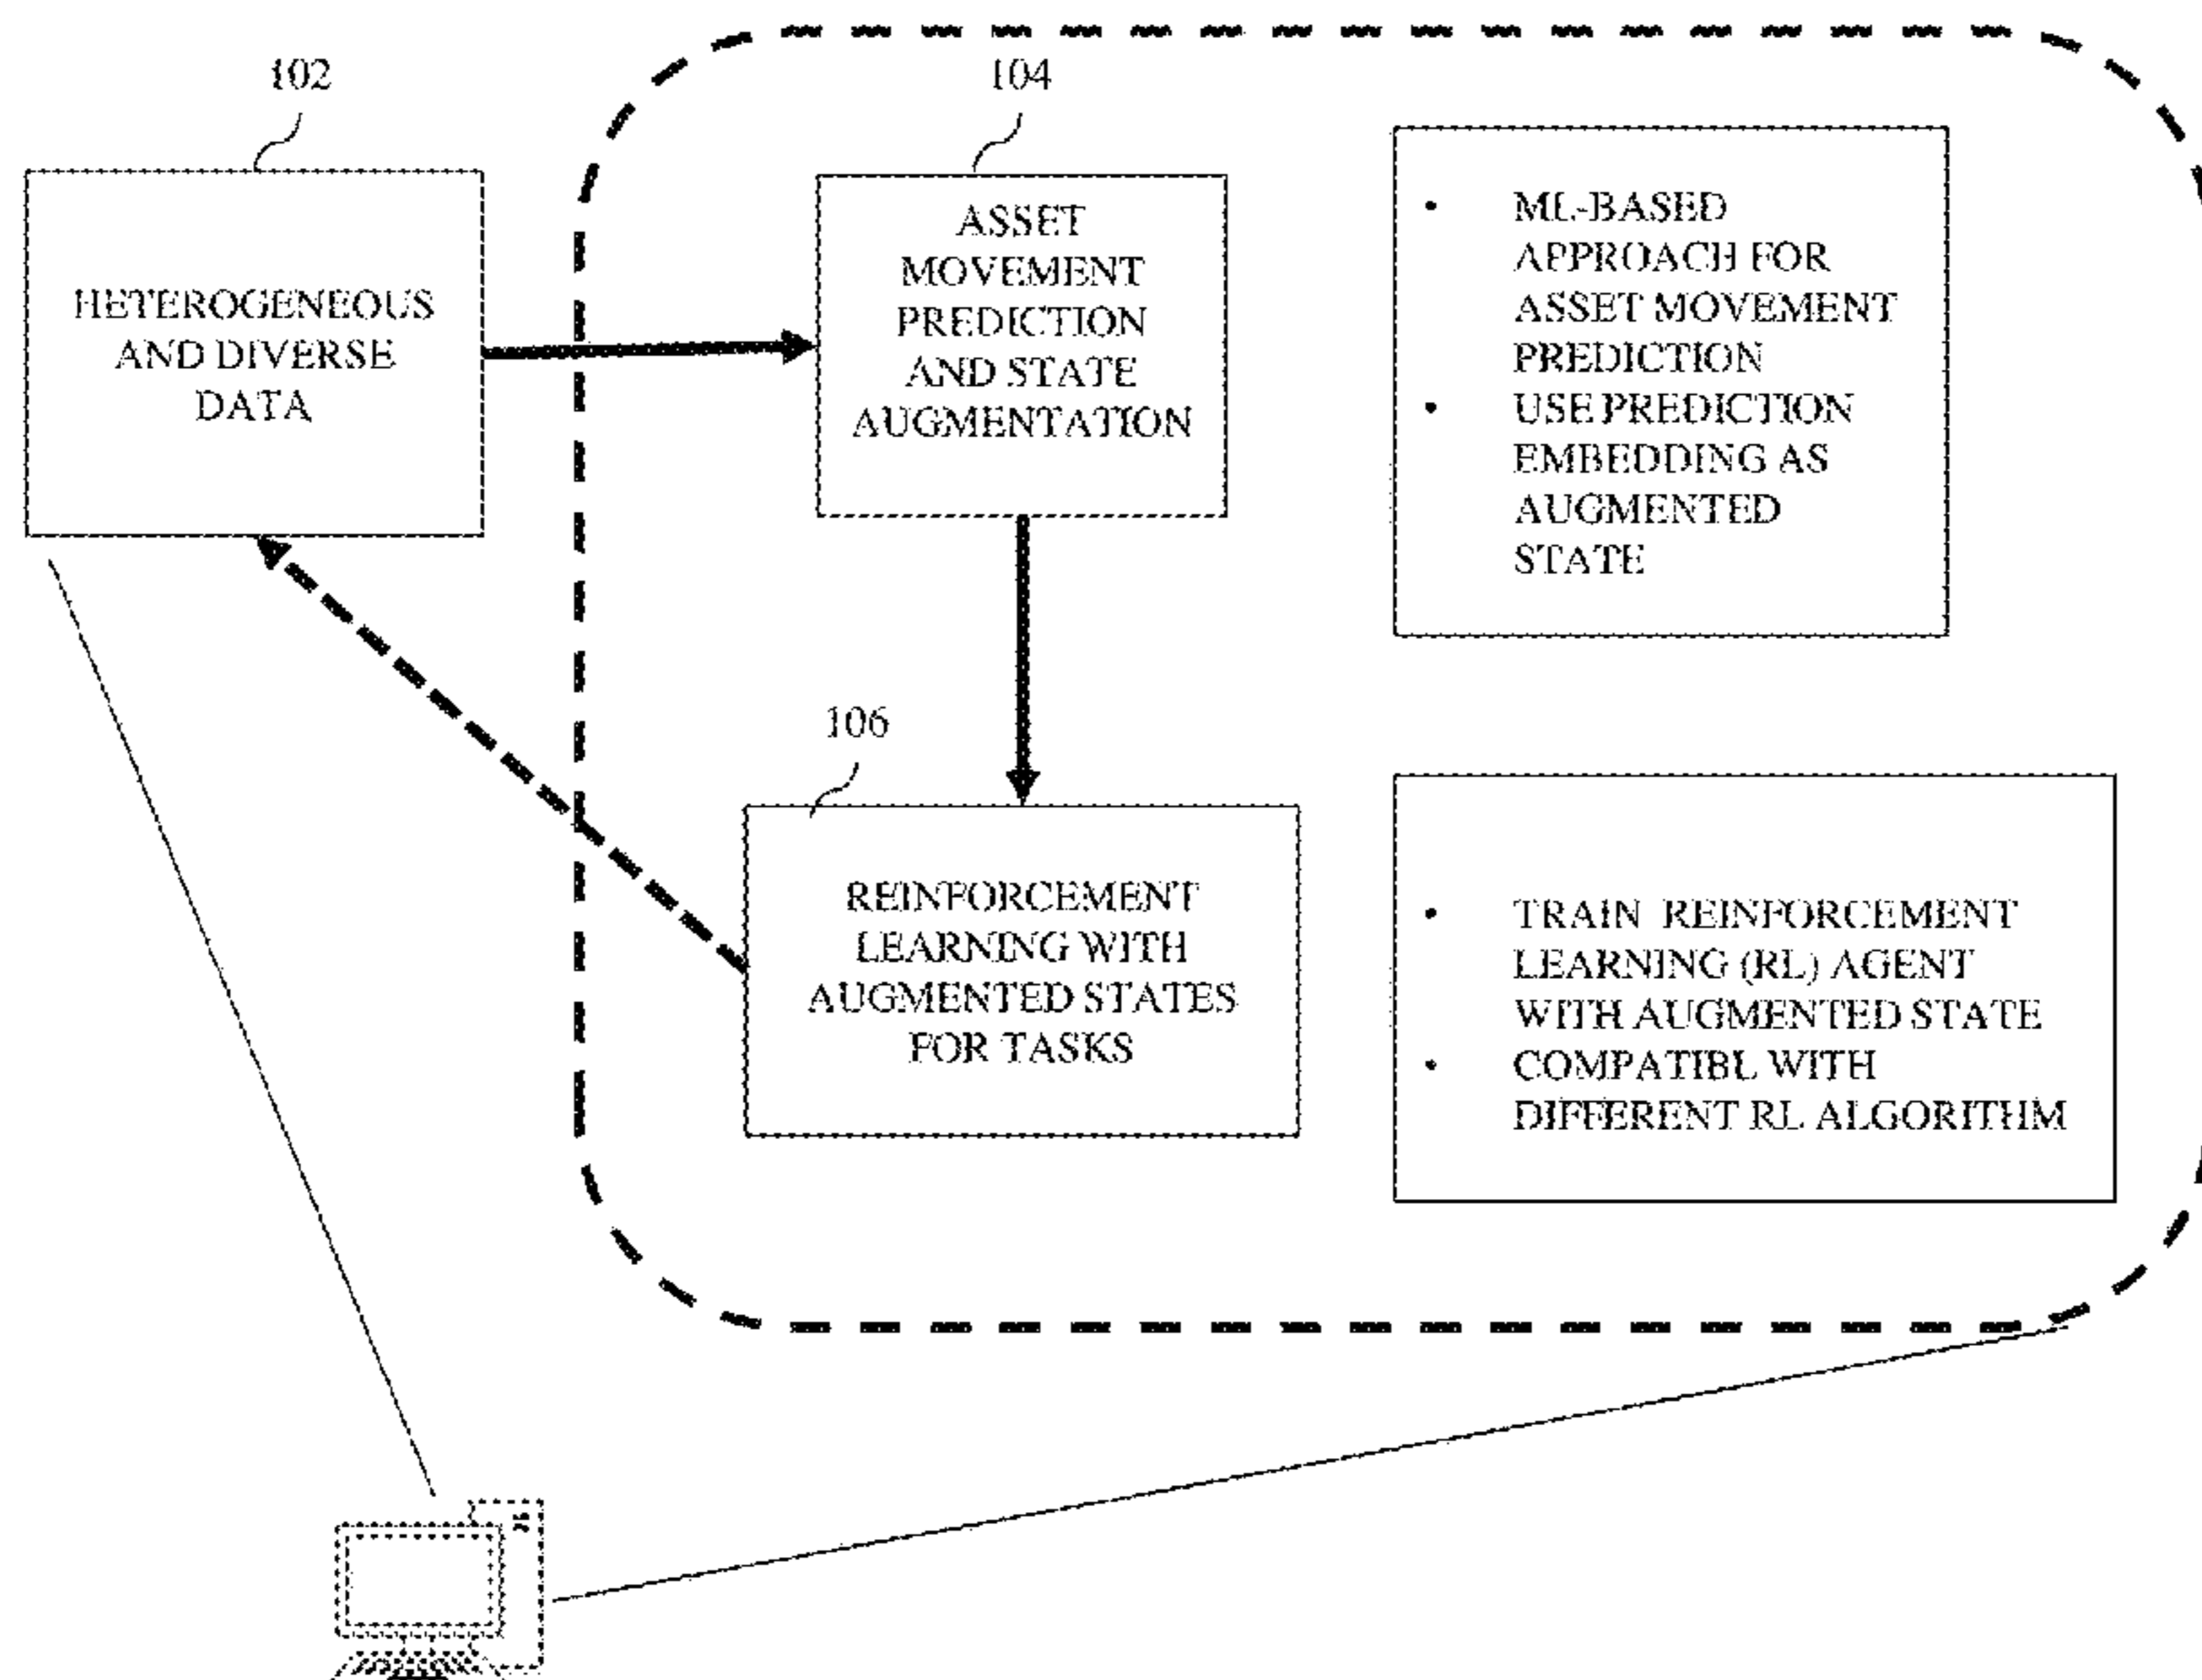 102
HETEROGENEOUS
AND DIVERSE
DATA
104
ASSET
MOVEMENT
PREDICTION
AND STATE
AUGMENTATION
• ML-BASED
APPROACH FOR
ASSET MOVEMENT
PREDICTION
• USE PREDICTION
EMBEDDING AS
AUGMENTED
STATE
106
REINFORCEMENT
LEARNING WITH
AUGMENTED STATES
FOR TASKS
• TRAIN REINFORCEMENT
LEARNING (RL) AGENT
WITH AUGMENTED STATE
• COMPATIBL WITH
DIFFERENT RL ALGORITHM